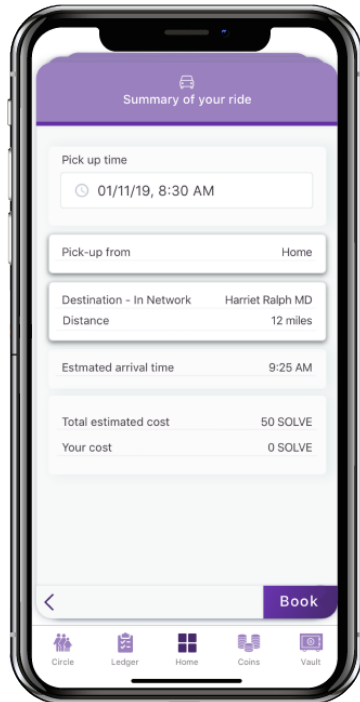 Summary of your ride
Pick up time
01/11/19, 8:30 AM
Pick-up from Home
Destination - In Network Harriet Ralph MD
Distance 12 miles
Estmated arrival time 9:25 AM
Total estimated cost 50 SOLVE
Your cost 0 SOLVE
Book
Circle Ledger Home Coins Vault